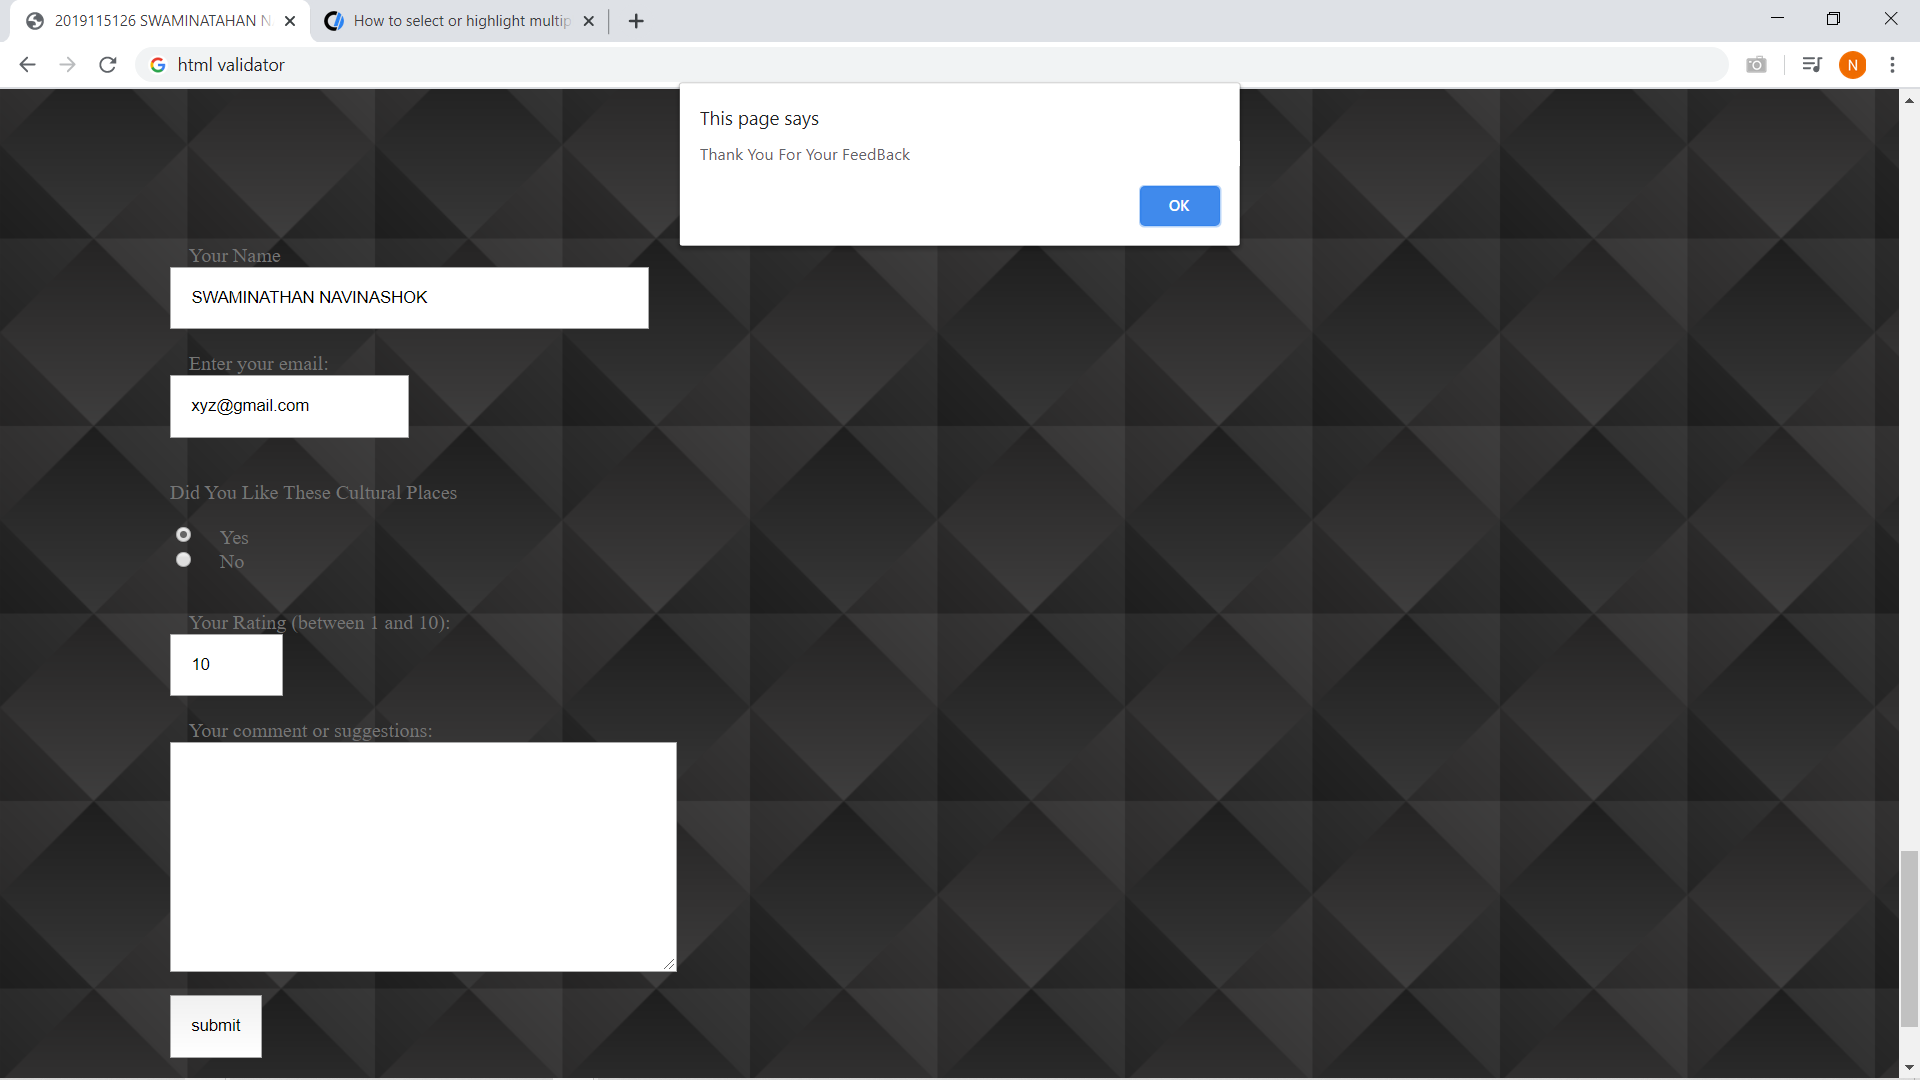 2019115126 SWAMINATAHAN N
How to select or highlight multip
html validator
N
This page says
Thank You For Your FeedBack
OK
Your Name
SWAMINATHAN NAVINASHOK
Enter your email:
xyz@gmail.com
Did You Like These Cultural Places
Yes
No
Your Rating (between 1 and 10):
10
Your comment or suggestions:
submit